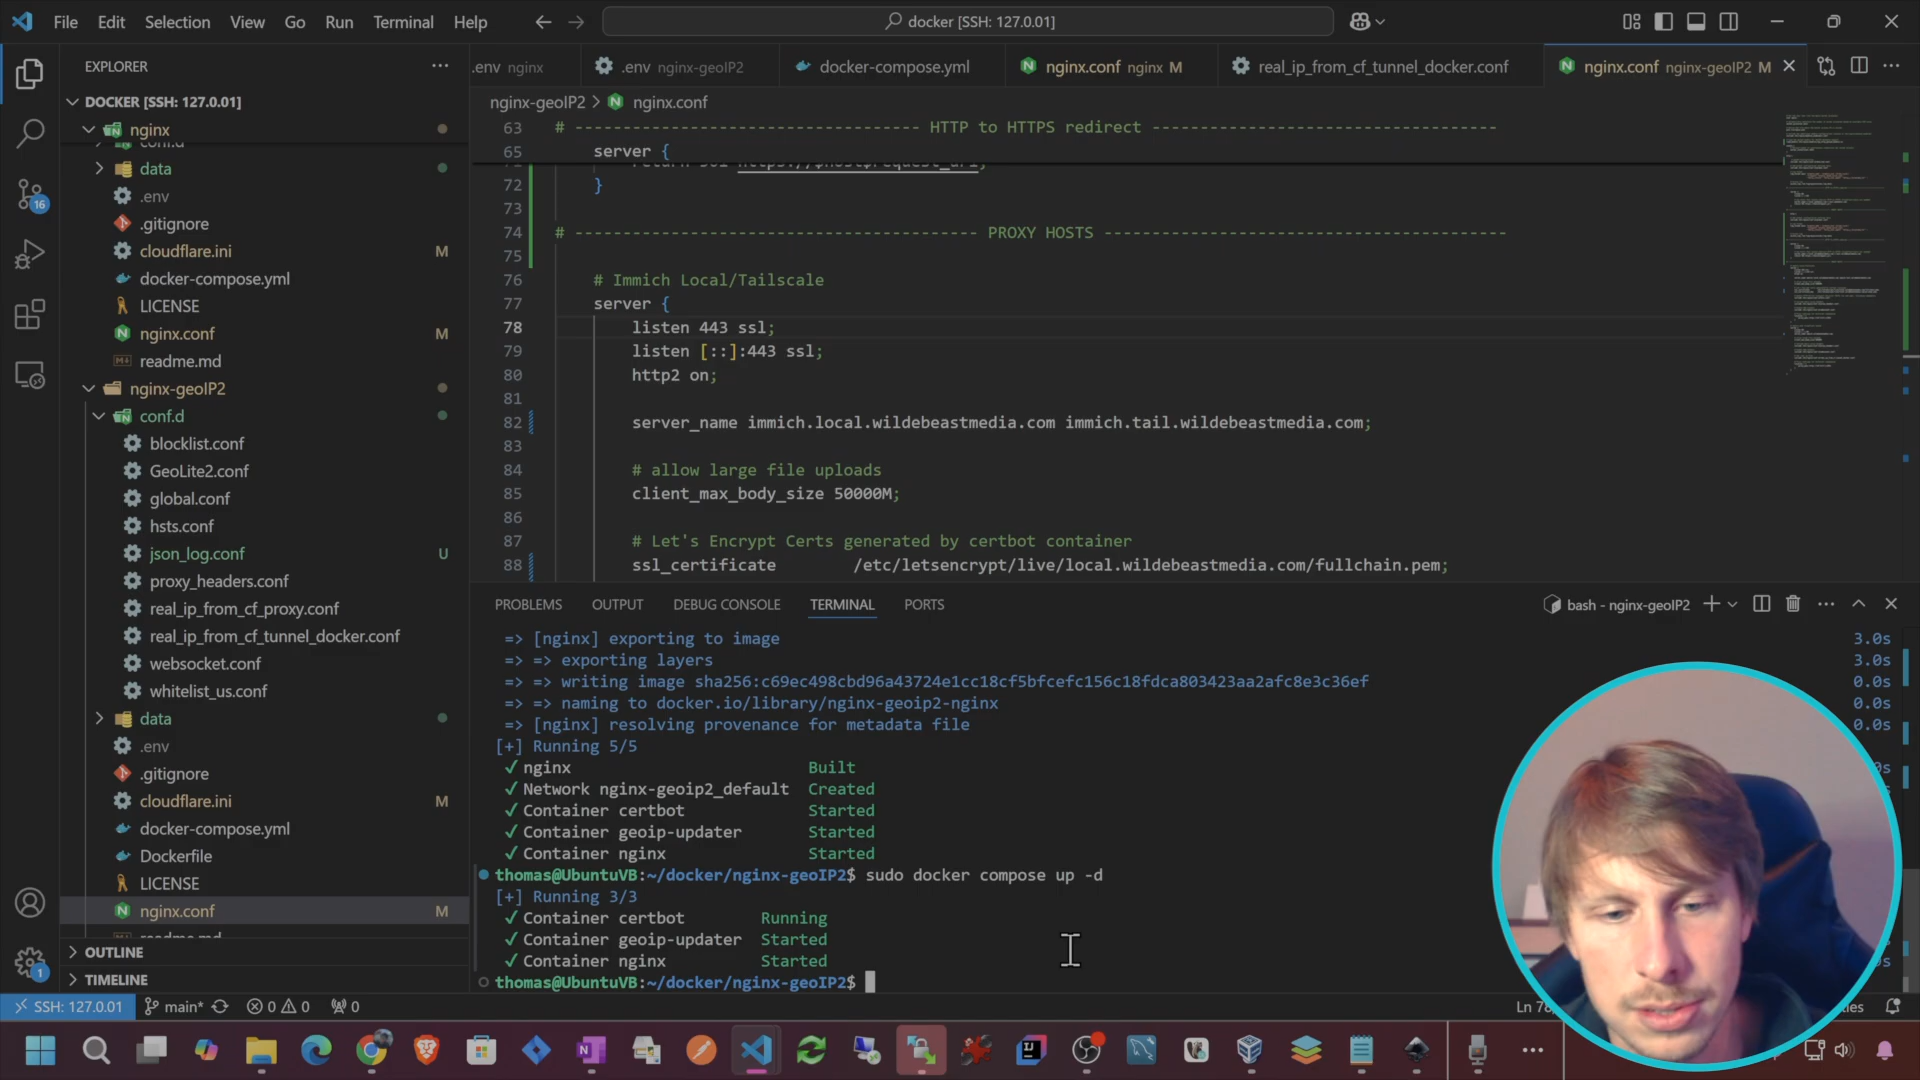 File Edit Selection View Go Run Terminal Help
docker [SSH: 127.0.01]
EXPLORER
DOCKER [SSH: 127.0.01]
nginx
conf.d
data
.env
.gitignore
cloudflare.ini M
docker-compose.yml
LICENSE
nginx.conf M
readme.md
nginx-geoIP2
conf.d
blocklist.conf
GeoLite2.conf
global.conf
hsts.conf
json_log.conf U
proxy_headers.conf
real_ip_from_cf_proxy.conf
real_ip_from_cf_tunnel_docker.conf
websocket.conf
whitelist_us.conf
data
.env
.gitignore
cloudflare.ini M
docker-compose.yml
Dockerfile
LICENSE
nginx.conf M
readme.md
OUTLINE
TIMELINE
16
1
.env nginx
.env nginx-geoIP2
docker-compose.yml
nginx.conf nginx M
real_ip_from_cf_tunnel_docker.conf
nginx.conf nginx-geoIP2 M
nginx-geoIP2 > nginx.conf
63 # ------------------------------------ HTTP to HTTPS redirect ------------------------------------
65 server {
return 301 https://$host$request_uri;
72 }
73
74 # ------------------------------------------ PROXY HOSTS -------------------------------------------
75
76 # Immich Local/Tailscale
77 server {
78 listen 443 ssl;
79 listen [::]:443 ssl;
80 http2 on;
81
82 server_name immich.local.wildebeastmedia.com immich.tail.wildebeastmedia.com;
83
84 # allow large file uploads
85 client_max_body_size 50000M;
86
87 # Let's Encrypt Certs generated by certbot container
88 ssl_certificate /etc/letsencrypt/live/local.wildebeastmedia.com/fullchain.pem;
PROBLEMS OUTPUT DEBUG CONSOLE TERMINAL PORTS
bash - nginx-geoIP2
=> [nginx] exporting to image 3.0s
=> => exporting layers 3.0s
=> => writing image sha256:c69ec498cbd96a43724e1cc18cf5bfcefc156c18fdca803423aa2afc8e3c36ef 0.0s
=> => naming to docker.io/library/nginx-geoip2-nginx 0.0s
=> [nginx] resolving provenance for metadata file 0.0s
[+] Running 5/5
✓ nginx Built
✓ Network nginx-geoip2_default Created
✓ Container certbot Started
✓ Container geoip-updater Started
✓ Container nginx Started
thomas@UbuntuVB:~/docker/nginx-geoIP2$ sudo docker compose up -d
[+] Running 3/3
✓ Container certbot Running
✓ Container geoip-updater Started
✓ Container nginx Started
thomas@UbuntuVB:~/docker/nginx-geoIP2$
SSH: 127.0.01 main* 0 0 0